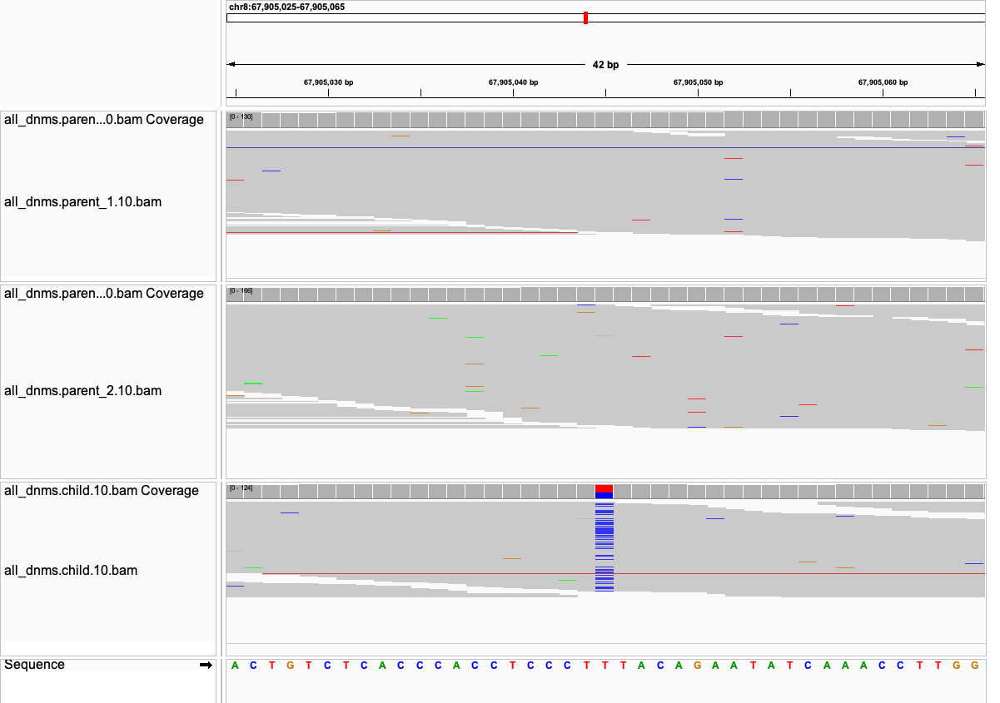 chr8:67,905,025-67,905,065
42 bp
67,905,030 bp 67,905,040 bp 67,905,050 bp 67,905,060 bp
all_dnms.paren...0.bam Coverage
[0 - 130]
all_dnms.parent_1.10.bam
all_dnms.paren...0.bam Coverage
[0 - 166]
all_dnms.parent_2.10.bam
all_dnms.child.10.bam Coverage
[0 - 124]
all_dnms.child.10.bam
Sequence A C T G T C T C A C C C A C C T C C C T T T A C A G A A T A T C A A A C C T T G G